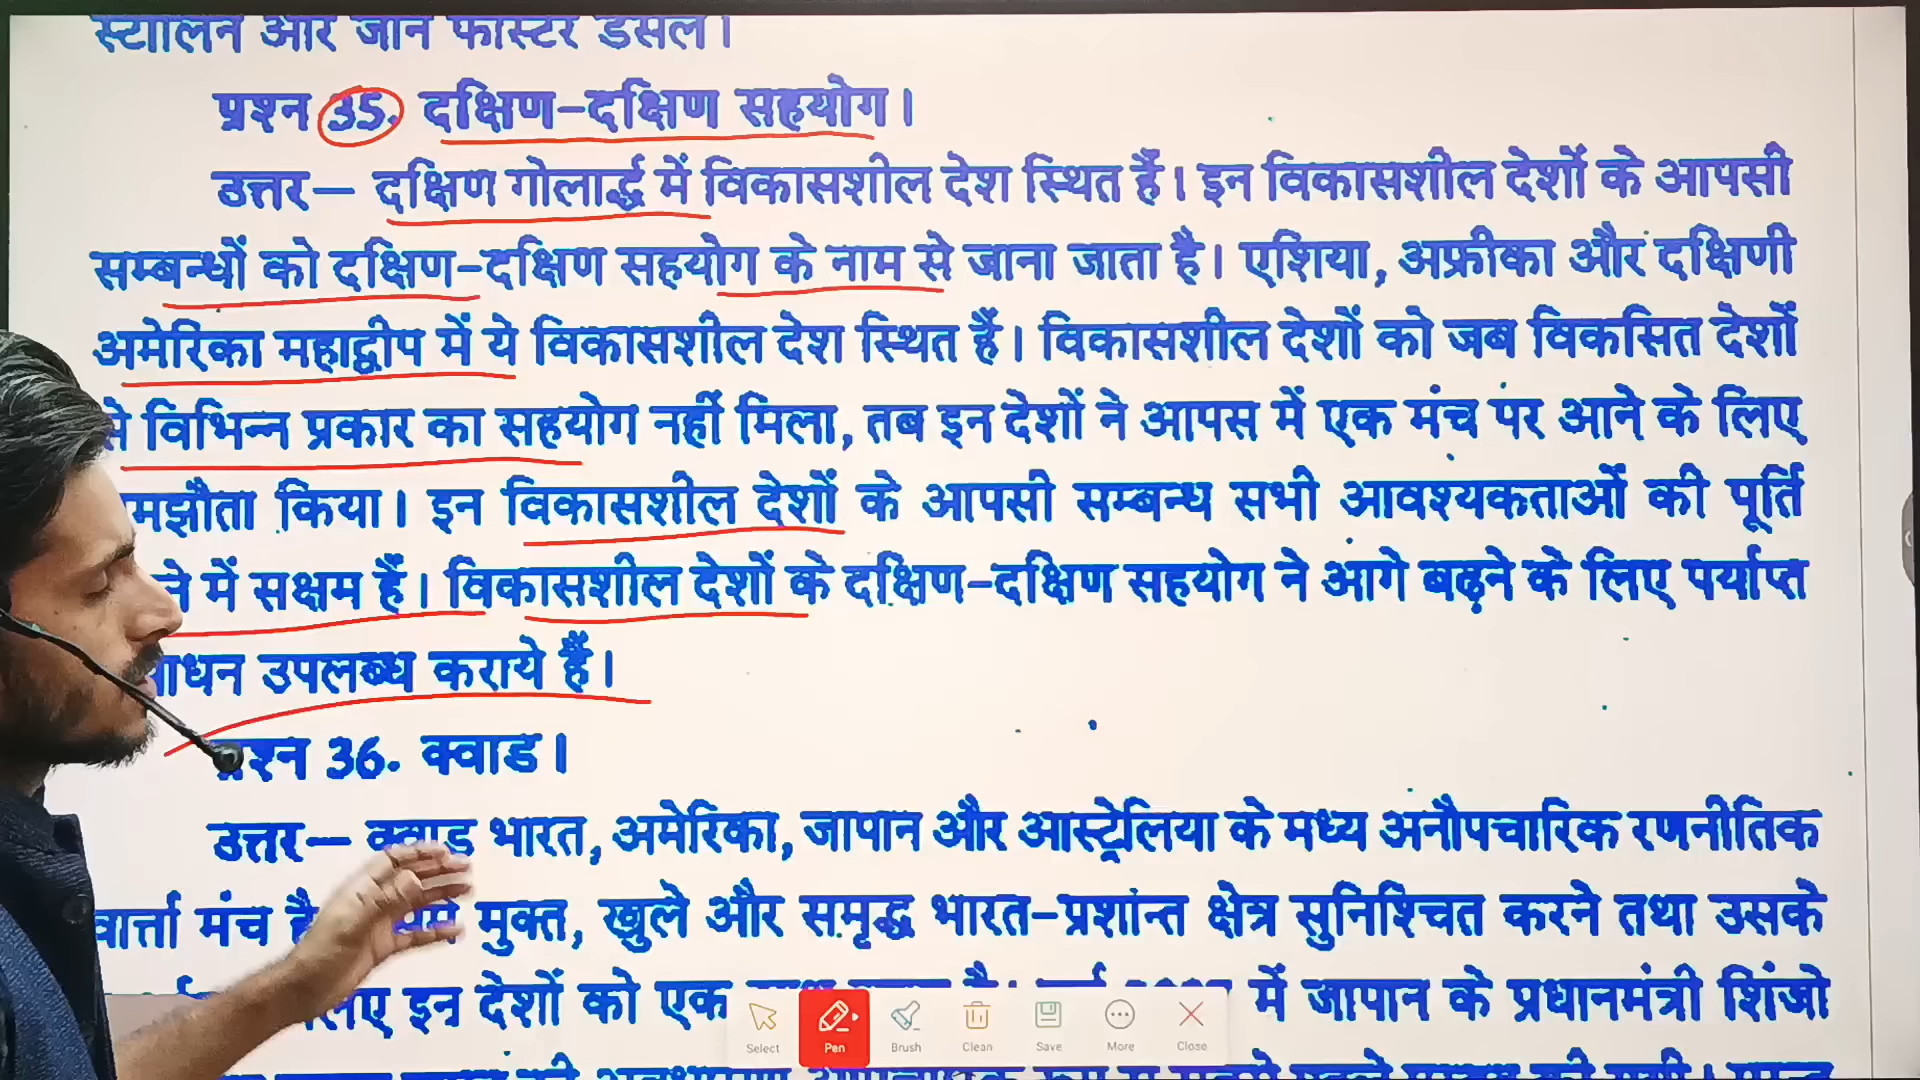 स्टालिन और जॉन फॉस्टर डलेस।
प्रश्न 35. दक्षिण-दक्षिण सहयोग।
उत्तर— दक्षिण गोलार्द्ध में विकासशील देश स्थित हैं। इन विकासशील देशों के आपसी
सम्बन्धों को दक्षिण-दक्षिण सहयोग के नाम से जाना जाता है। एशिया, अफ्रीका और दक्षिणी
अमेरिका महाद्वीप में ये विकासशील देश स्थित हैं। विकासशील देशों को जब विकसित देशों
से विभिन्न प्रकार का सहयोग नहीं मिला, तब इन देशों ने आपस में एक मंच पर आने के लिए
मझौता किया। इन विकासशील देशों के आपसी सम्बन्ध सभी आवश्यकताओं की पूर्ति
ने में सक्षम हैं। विकासशील देशों के दक्षिण-दक्षिण सहयोग ने आगे बढ़ने के लिए पर्याप्त
ाधन उपलब्ध कराये हैं।
प्रश्न 36. क्वाड।
उत्तर— क्वाड भारत, अमेरिका, जापान और आस्ट्रेलिया के मध्य अनौपचारिक रणनीतिक
वार्त्ता मंच है मुक्त, खुले और समृद्ध भारत-प्रशांत क्षेत्र सुनिश्चित करने तथा उसके
लिए इन देशों को एक में जापान के प्रधानमंत्री शिंजो
Select Pen Brush Clean Save More Close